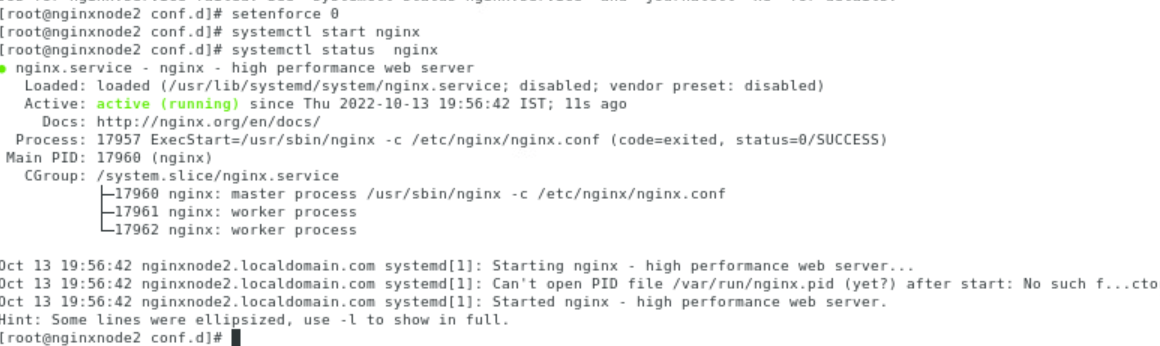 [root@nginxnode2 conf.d]# setenforce 0
[root@nginxnode2 conf.d]# systemctl start nginx
[root@nginxnode2 conf.d]# systemctl status  nginx
● nginx.service - nginx - high performance web server
   Loaded: loaded (/usr/lib/systemd/system/nginx.service; disabled; vendor preset: disabled)
   Active: active (running) since Thu 2022-10-13 19:56:42 IST; 11s ago
     Docs: http://nginx.org/en/docs/
  Process: 17957 ExecStart=/usr/sbin/nginx -c /etc/nginx/nginx.conf (code=exited, status=0/SUCCESS)
 Main PID: 17960 (nginx)
   CGroup: /system.slice/nginx.service
           ├─17960 nginx: master process /usr/sbin/nginx -c /etc/nginx/nginx.conf
           ├─17961 nginx: worker process
           └─17962 nginx: worker process
Oct 13 19:56:42 nginxnode2.localdomain.com systemd[1]: Starting nginx - high performance web server...
Oct 13 19:56:42 nginxnode2.localdomain.com systemd[1]: Can't open PID file /var/run/nginx.pid (yet?) after start: No such f...cto
Oct 13 19:56:42 nginxnode2.localdomain.com systemd[1]: Started nginx - high performance web server.
Hint: Some lines were ellipsized, use -l to show in full.
[root@nginxnode2 conf.d]#